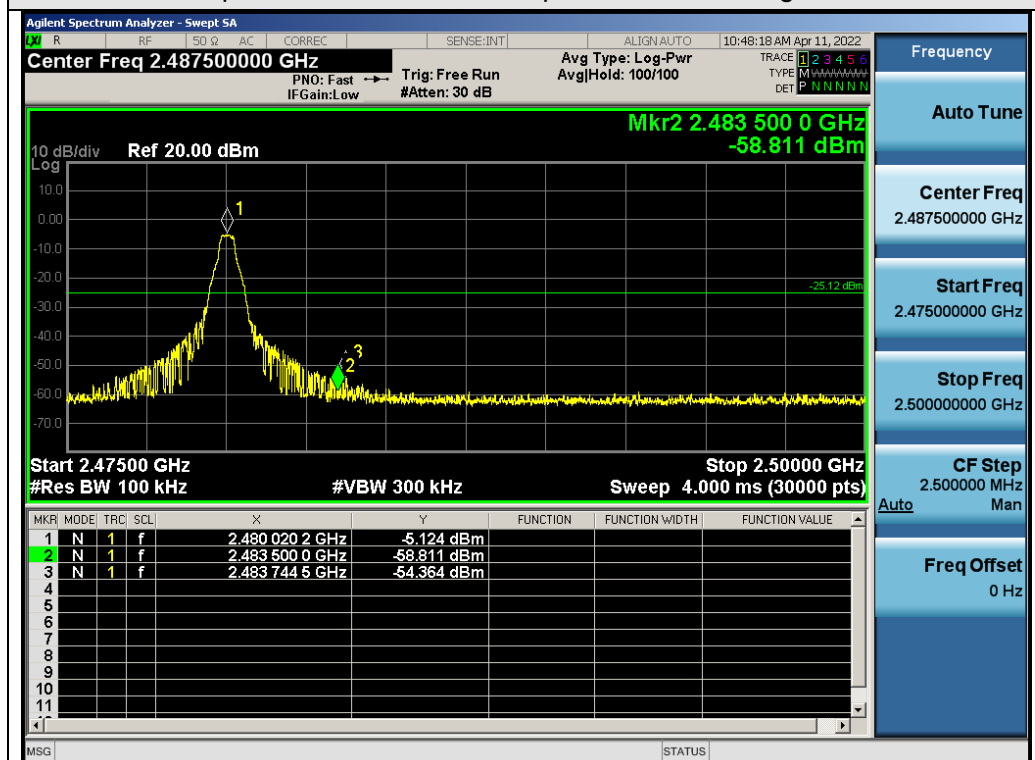 Agilent Spectrum Analyzer - Swept SA
LXI R RF 50 Ω AC CORREC SENSE:INT ALIGN AUTO 10:48:18 AM Apr 11, 2022
Center Freq 2.487500000 GHz
PNO: Fast
IFGain:Low
Trig: Free Run
#Atten: 30 dB
Avg Type: Log-Pwr
Avg|Hold: 100/100
TRACE 1 2 3 4 5 6
TYPE M
DET P N N N N N
Mkr2 2.483 500 0 GHz
-58.811 dBm
10 dB/div Ref 20.00 dBm
Log
10.0
0.00
-10.0
-20.0
-30.0
-40.0
-50.0
-60.0
-70.0
1
-25.12 dBm
3
2
Start 2.47500 GHz Stop 2.50000 GHz
#Res BW 100 kHz #VBW 300 kHz Sweep 4.000 ms (30000 pts)
MKR MODE TRC SCL X Y FUNCTION FUNCTION WIDTH FUNCTION VALUE
1 N 1 f 2.480 020 2 GHz -5.124 dBm
2 N 1 f 2.483 500 0 GHz -58.811 dBm
3 N 1 f 2.483 744 5 GHz -54.364 dBm
4
5
6
7
8
9
10
11
MSG STATUS
Frequency
Auto Tune
Center Freq
2.487500000 GHz
Start Freq
2.475000000 GHz
Stop Freq
2.500000000 GHz
CF Step
2.500000 MHz
Auto Man
Freq Offset
0 Hz